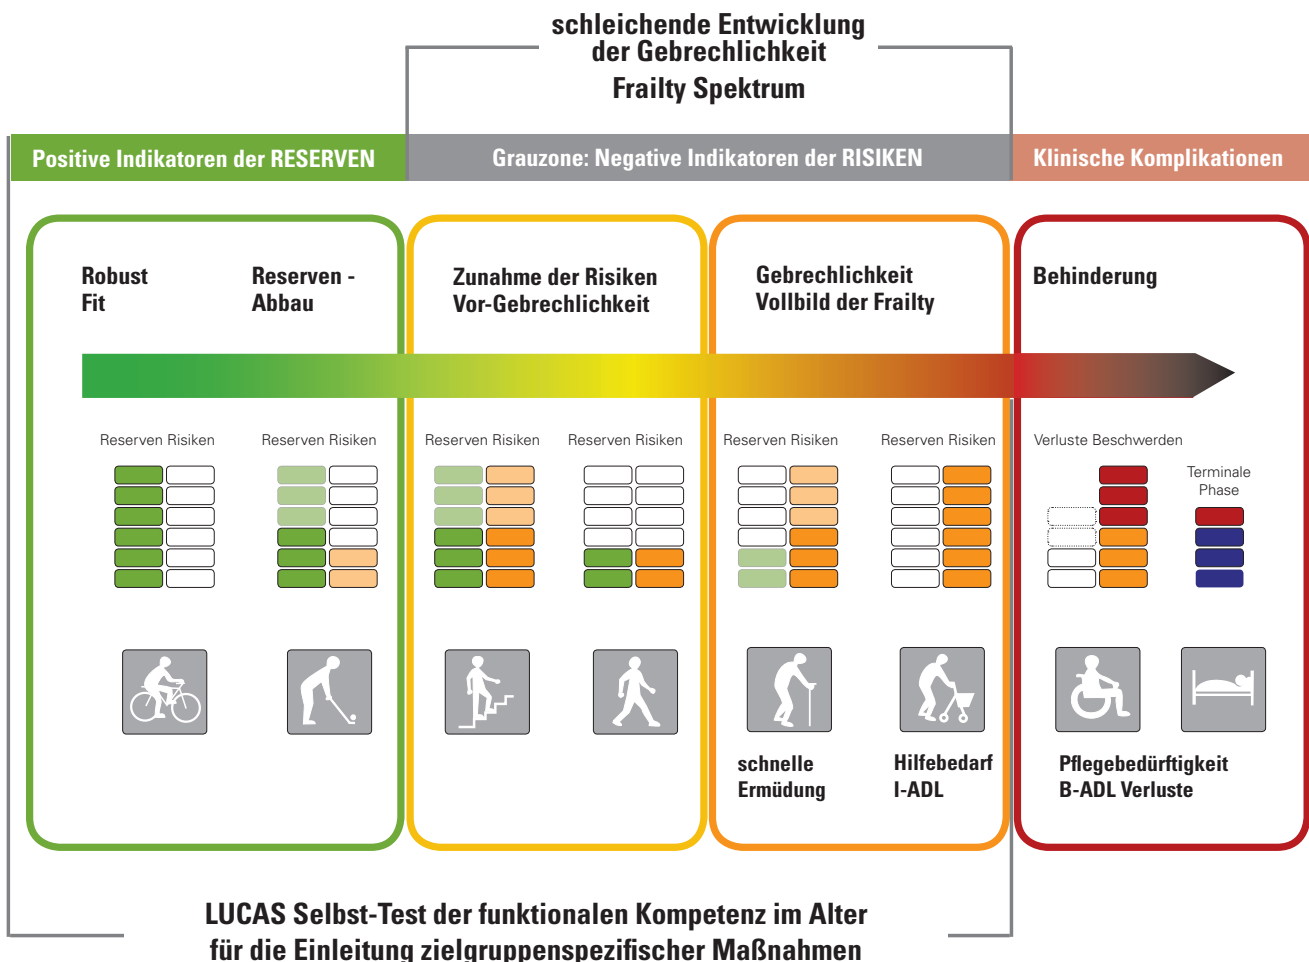 schleichende Entwicklung
der Gebrechlichkeit
Frailty Spektrum
Positive Indikatoren der RESERVEN
Grauzone: Negative Indikatoren der RISIKEN
Klinische Komplikationen
Robust
Fit
Reserven -
Abbau
Zunahme der Risiken
Vor-Gebrechlichkeit
Gebrechlichkeit
Vollbild der Frailty
Behinderung
Reserven Risiken
Reserven Risiken
Reserven Risiken
Reserven Risiken
Reserven Risiken
Reserven Risiken
Verluste Beschwerden
Terminale
Phase
schnelle
Ermüdung
Hilfebedarf
I-ADL
Pflegebedürftigkeit
B-ADL Verluste
LUCAS Selbst-Test der funktionalen Kompetenz im Alter
für die Einleitung zielgruppenspezifischer Maßnahmen